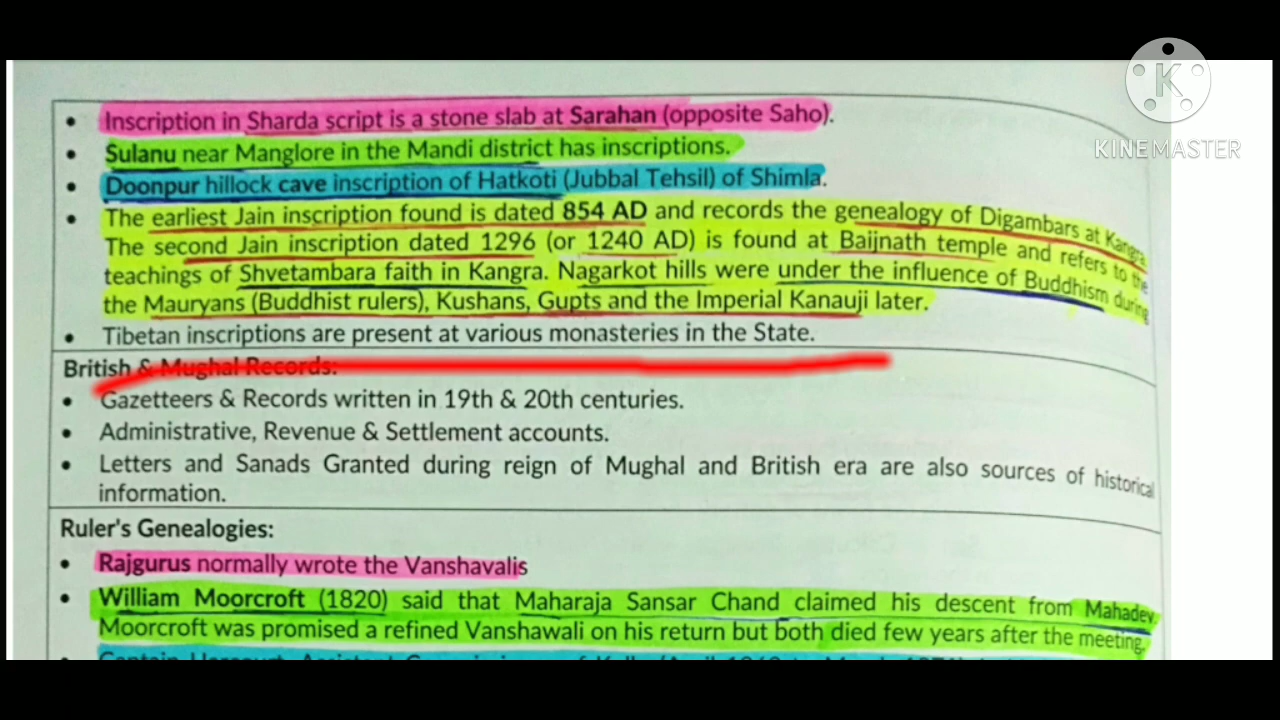 K
KINEMASTER
• Inscription in Sharda script is a stone slab at Sarahan (opposite Saho).
• Sulanu near Manglore in the Mandi district has inscriptions.
• Doonpur hillock cave inscription of Hatkoti (Jubbal Tehsil) of Shimla.
• The earliest Jain inscription found is dated 854 AD and records the genealogy of Digambars at Kangra.
The second Jain inscription dated 1296 (or 1240 AD) is found at Baijnath temple and refers to the
teachings of Shvetambara faith in Kangra. Nagarkot hills were under the influence of Buddhism during
the Mauryans (Buddhist rulers), Kushans, Gupts and the Imperial Kanauji later.
• Tibetan inscriptions are present at various monasteries in the State.
British & Mughal Records:
• Gazetteers & Records written in 19th & 20th centuries.
• Administrative, Revenue & Settlement accounts.
• Letters and Sanads Granted during reign of Mughal and British era are also sources of historical
information.
Ruler's Genealogies:
• Rajgurus normally wrote the Vanshavalis
• William Moorcroft (1820) said that Maharaja Sansar Chand claimed his descent from Mahadev.
Moorcroft was promised a refined Vanshawali on his return but both died few years after the meeting.